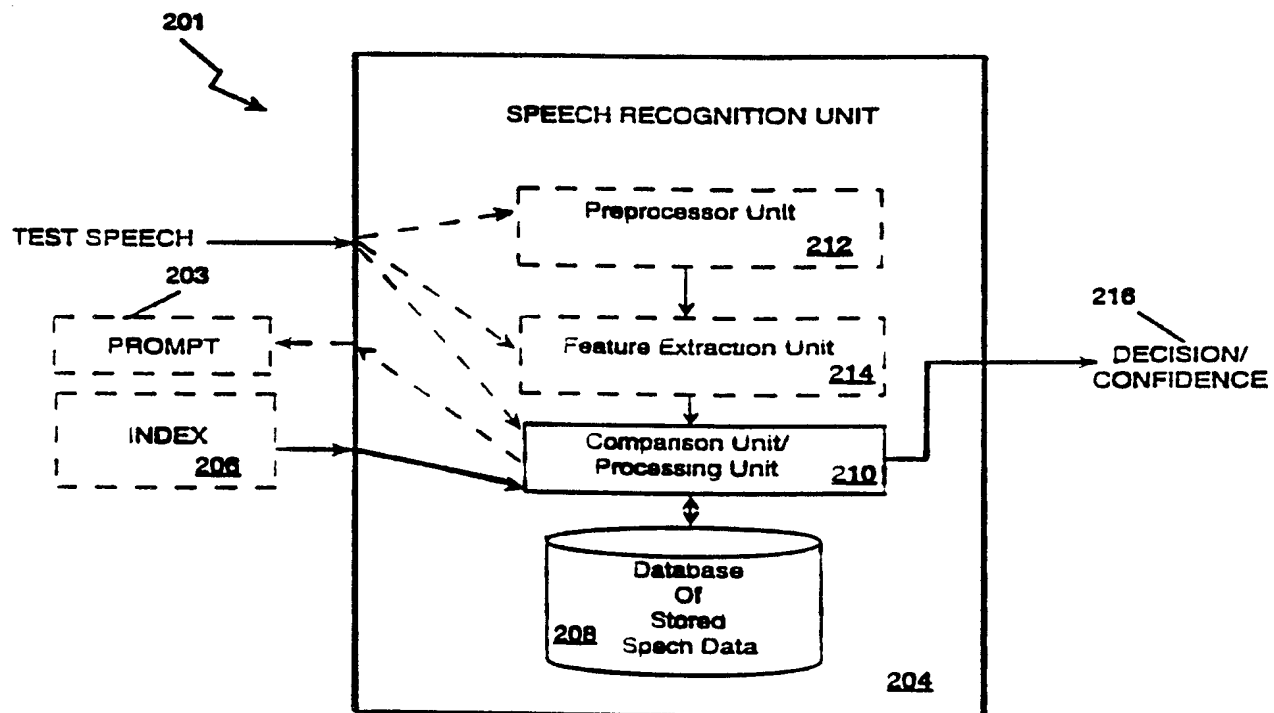 201
SPEECH RECOGNITION UNIT
Preprocessor Unit
212
TEST SPEECH
203
PROMPT
Feature Extraction Unit
214
216
DECISION/
CONFIDENCE
INDEX
206
Comparison Unit/
Processing Unit
210
Database
Of
Stored
Spech Data
208
204